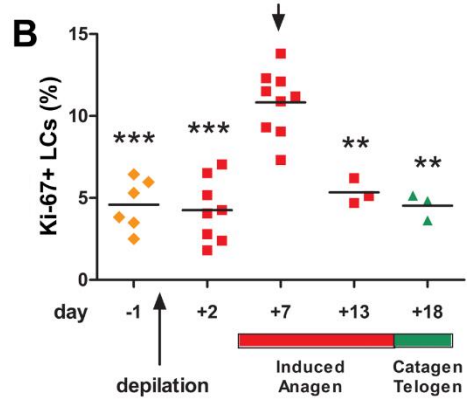 B
Ki-67+ LCs (%)
15
10
5
0
*** *** ** **
day -1 +2 +7 +13 +18
depilation
Induced Anagen
Catagen Telogen